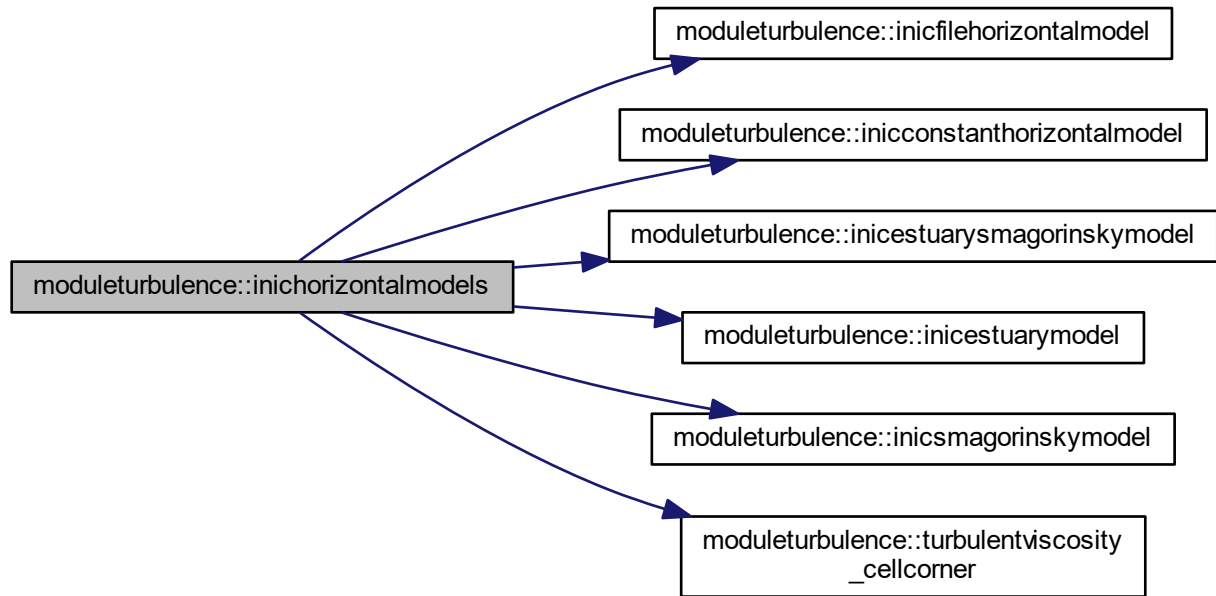 moduleturbulence::inicfilehorizontalmodel
moduleturbulence::inicconstanthorizontalmodel
moduleturbulence::inicestuarysmagorinskymodel
moduleturbulence::inichorizontalmodels
moduleturbulence::inicestuarymodel
moduleturbulence::inicsmagorinskymodel
moduleturbulence::turbulentviscosity
_cellcorner